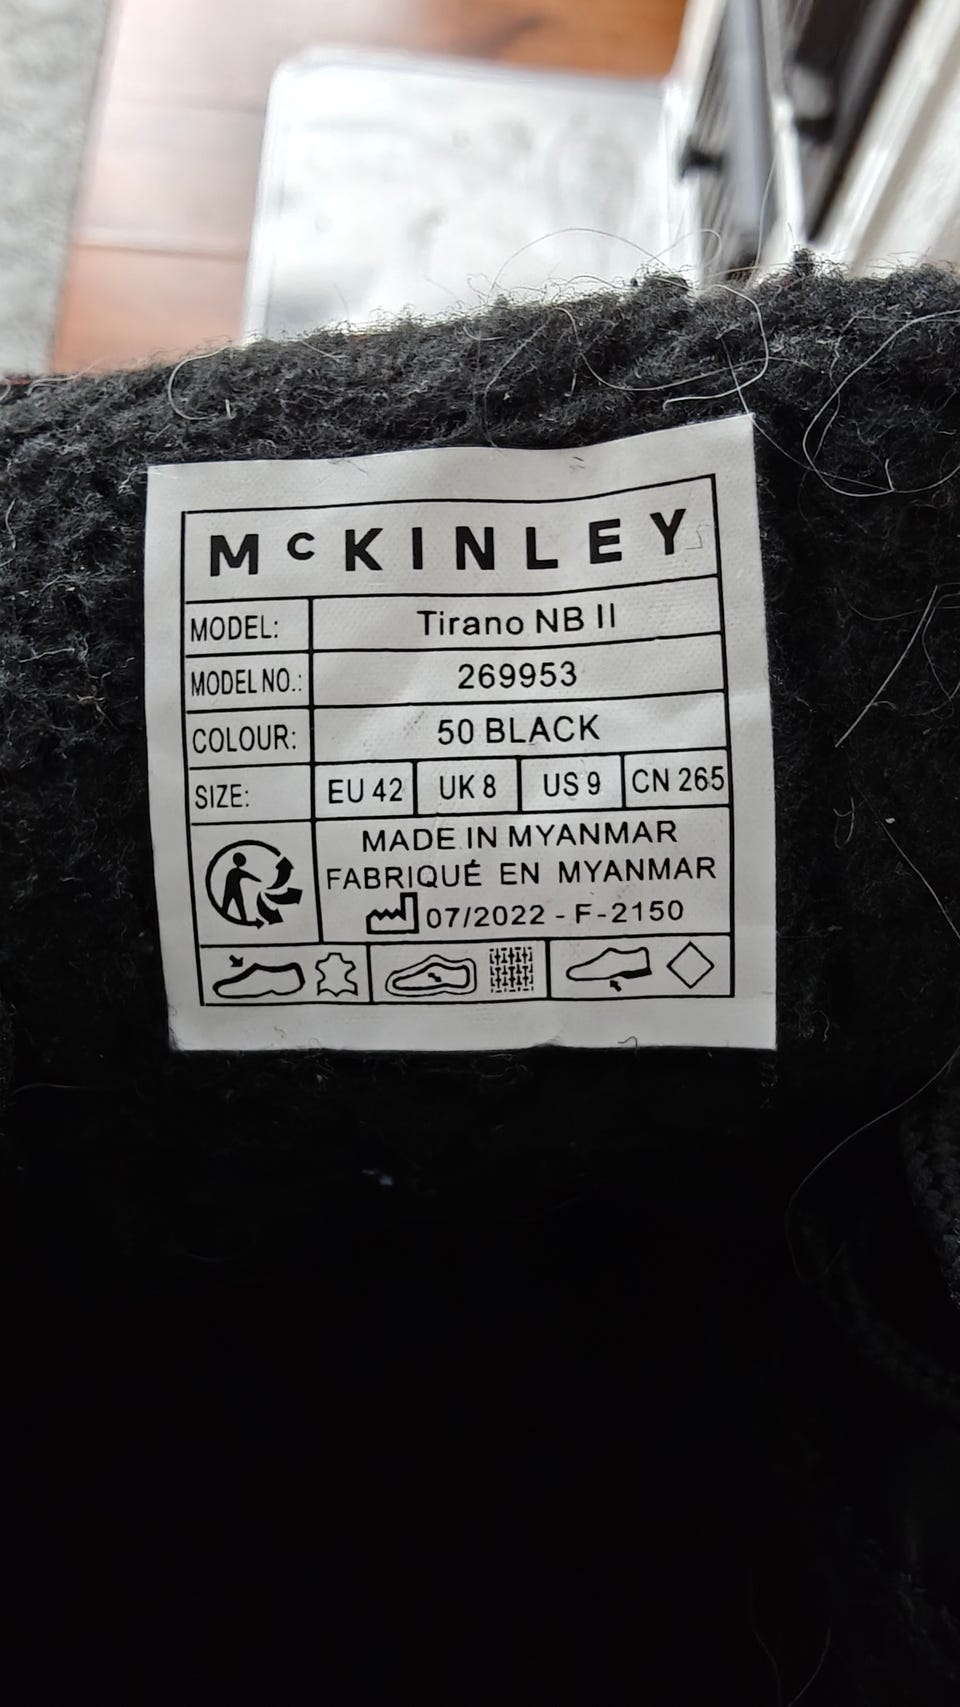 McKINLEY
MODEL: Tirano NB II
MODEL NO.: 269953
COLOUR: 50 BLACK
SIZE: EU 42 UK 8 US 9 CN 265
MADE IN MYANMAR
FABRIQUÉ EN MYANMAR
07/2022 - F-2150